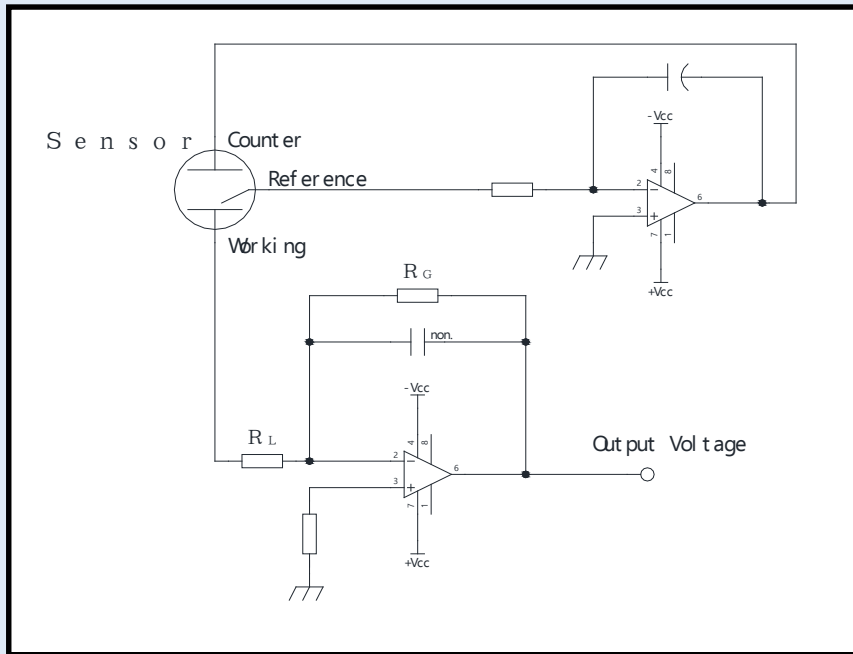 Sensor
Counter
Reference
Working
-Vcc
4
8
2
3
6
7
1
+Vcc
RG
non.
-Vcc
4
8
RL
2
3
6
7
1
+Vcc
Output Voltage